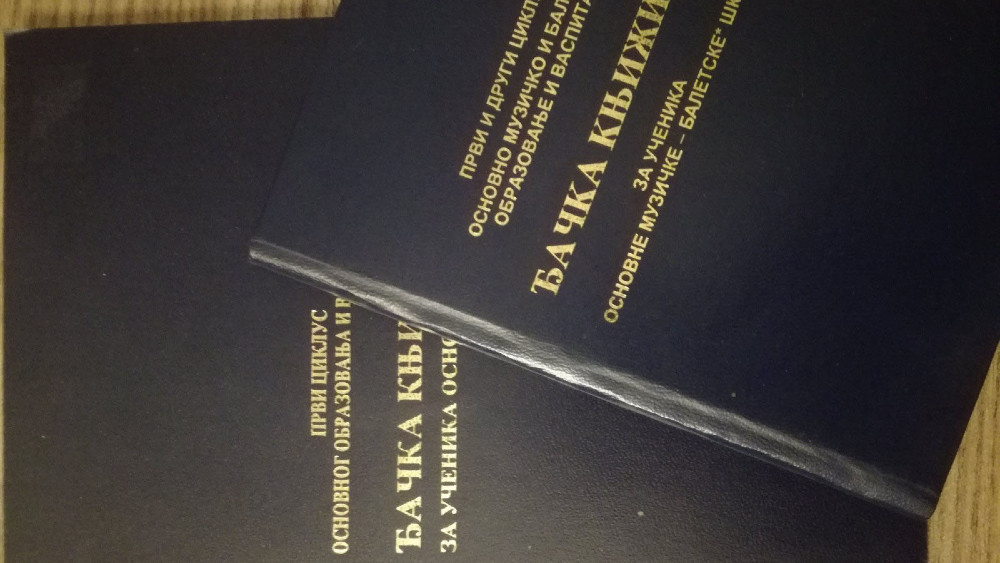 ПРВИ И ДРУГИ
ОСНОВНО МУЗИЧКО И
ОБРАЗОВАЊЕ И
ЂАЧКА
ЗА УЧЕНИКА
ОСНОВНЕ МУЗИЧКЕ – БАЛЕТСКЕ*
ПРВИ ЦИКЛУС
ОСНОВНОГ ОБРАЗОВАЊА И
ЂАЧКА
ЗА УЧЕНИКА